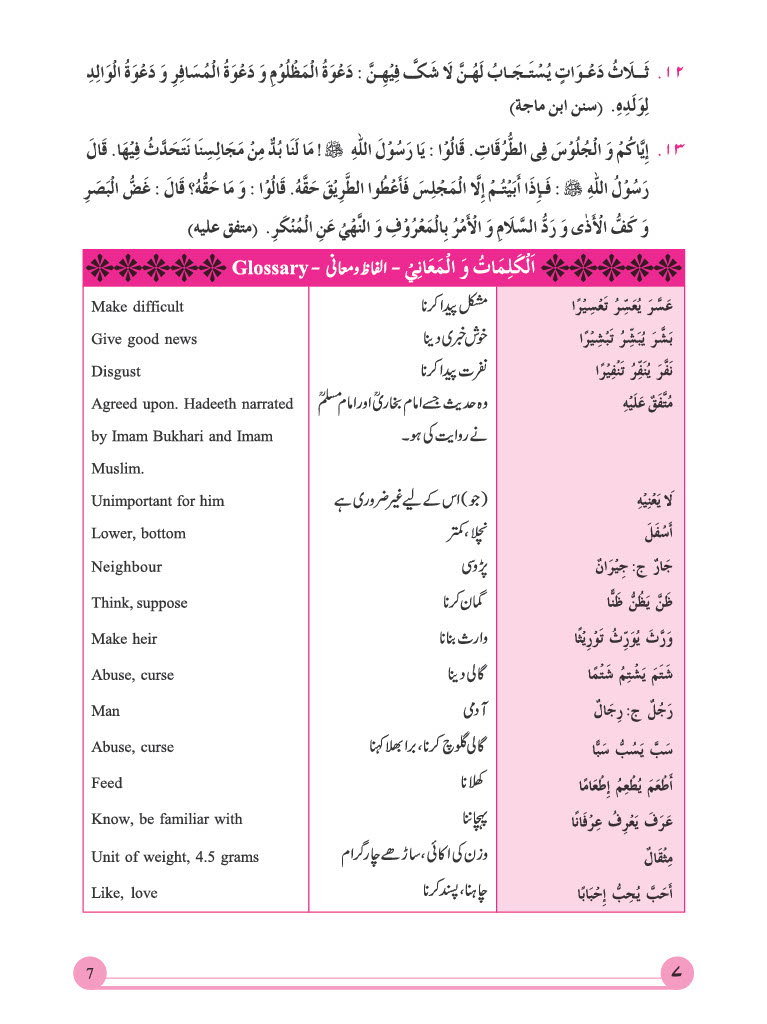 ۱۲. ثَـلَاثُ دَعْـوَاتٍ يُسْتَـجَـابُ لَهُـنَّ لَا شَكَّ فِيْهِـنَّ : دَعْوَةُ الْمَظْلُوْمِ وَ دَعْوَةُ الْمُسَافِرِ وَ دَعْوَةُ الْوَالِدِ
لِوَلَدِهِ. (سنن ابن ماجة)
۱۳. إِيَّاكُمْ وَ الْجُلُوْسَ فِى الطُّرُقَاتِ. قَالُوْا : يَا رَسُوْلَ اللهِ ﷺ ! مَا لَنَا بُدٌّ مِنْ مَجَالِسِنَا نَتَحَدَّثُ فِيْهَا. قَالَ
رَسُوْلُ اللهِ ﷺ : فَـإِذَا أَبَيْتُـمْ إِلَّا الْمَجْلِسَ فَأَعْطُوا الطَّرِيْقَ حَقَّهُ. قَالُوْا : وَ مَا حَقُّهُ؟ قَالَ : غَضُّ الْبَصَرِ
وَ كَفُّ الْأَذٰى وَ رَدُّ السَّلَامِ وَ الْأَمْرُ بِالْمَعْرُوْفِ وَ النَّهْيُ عَنِ الْمُنْكَرِ. (متفق عليه)
اَلْكَلِمَاتُ وَ الْمَعَانِيْ - الفاظ و معانی - Glossary
عَسَّرَ يُعَسِّرُ تَعْسِيْرًا مشکل پیدا کرنا Make difficult
بَشَّرَ يُبَشِّرُ تَبْشِيْرًا خوش خبری دینا Give good news
نَفَّرَ يُنَفِّرُ تَنْفِيْرًا نفرت پیدا کرنا Disgust
مُتَّفَقٌ عَلَيْهِ وہ حدیث جسے امام بخاریؒ اور امام مسلمؒ Agreed upon. Hadeeth narrated
نے روایت کی ہو۔ by Imam Bukhari and Imam
Muslim.
لَا يَعْنِيْهِ (جو) اس کے لیے غیر ضروری ہے Unimportant for him
أَسْفَلَ نچلا، کمتر Lower, bottom
جَارٌ ج: جِيْرَانٌ پڑوسی Neighbour
ظَنَّ يَظُنُّ ظَنًّا گمان کرنا Think, suppose
وَرَّثَ يُوَرِّثُ تَوْرِيْثًا وارث بنانا Make heir
شَتَمَ يَشْتِمُ شَتْمًا گالی دینا Abuse, curse
رَجُلٌ ج: رِجَالٌ آدمی Man
سَبَّ يَسُبُّ سَبًّا گالی گلوچ کرنا، برا بھلا کہنا Abuse, curse
أَطْعَمَ يُطْعِمُ إِطْعَامًا کھلانا Feed
عَرَفَ يَعْرِفُ عِرْفَانًا پہچاننا Know, be familiar with
مِثْقَالٌ وزن کی اکائی، ساڑھے چار گرام Unit of weight, 4.5 grams
أَحَبَّ يُحِبُّ إِحْبَابًا چاہنا، پسند کرنا Like, love
7 ۷